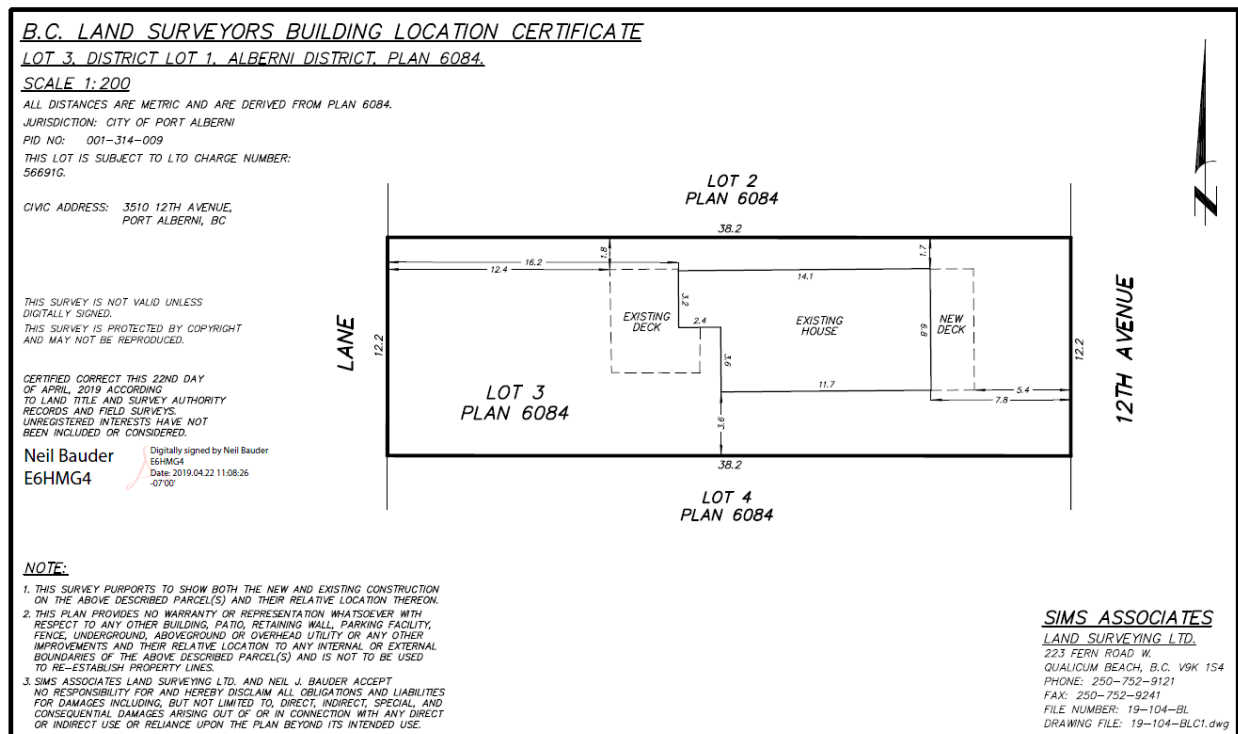 B.C. LAND SURVEYORS BUILDING LOCATION CERTIFICATE
LOT 3, DISTRICT LOT 1, ALBERNI DISTRICT, PLAN 6084.
SCALE 1:200
ALL DISTANCES ARE METRIC AND ARE DERIVED FROM PLAN 6084.
JURISDICTION: CITY OF PORT ALBERNI
PID NO: 001-314-009
THIS LOT IS SUBJECT TO LTO CHARGE NUMBER:
56691G.
CIVIC ADDRESS: 3510 12TH AVENUE,
PORT ALBERNI, BC
THIS SURVEY IS NOT VALID UNLESS
DIGITALLY SIGNED.
THIS SURVEY IS PROTECTED BY COPYRIGHT
AND MAY NOT BE REPRODUCED.
CERTIFIED CORRECT THIS 22ND DAY
OF APRIL, 2019 ACCORDING
TO LAND TITLE AND SURVEY AUTHORITY
RECORDS AND FIELD SURVEYS.
UNREGISTERED INTERESTS HAVE NOT
BEEN INCLUDED OR CONSIDERED.
Neil Bauder
E6HMG4
Digitally signed by Neil Bauder
E6HMG4
Date: 2019.04.22 11:08:26
-07'00'
LOT 2
PLAN 6084
38.2
1.8
1.7
16.2
12.4
14.1
3.2
EXISTING
DECK
2.4
EXISTING
HOUSE
6.8
NEW
DECK
LANE
12.2
12.2
12TH AVENUE
3.6
11.7
5.4
7.8
LOT 3
PLAN 6084
3.6
38.2
LOT 4
PLAN 6084
N
NOTE:
1. THIS SURVEY PURPORTS TO SHOW BOTH THE NEW AND EXISTING CONSTRUCTION
ON THE ABOVE DESCRIBED PARCEL(S) AND THEIR RELATIVE LOCATION THEREON.
2. THIS PLAN PROVIDES NO WARRANTY OR REPRESENTATION WHATSOEVER WITH
RESPECT TO ANY OTHER BUILDING, PATIO, RETAINING WALL, PARKING FACILITY,
FENCE, UNDERGROUND, ABOVEGROUND OR OVERHEAD UTILITY OR ANY OTHER
IMPROVEMENTS AND THEIR RELATIVE LOCATION TO ANY INTERNAL OR EXTERNAL
BOUNDARIES OF THE ABOVE DESCRIBED PARCEL(S) AND IS NOT TO BE USED
TO RE-ESTABLISH PROPERTY LINES.
3. SIMS ASSOCIATES LAND SURVEYING LTD. AND NEIL J. BAUDER ACCEPT
NO RESPONSIBILITY FOR AND HEREBY DISCLAIM ALL OBLIGATIONS AND LIABILITIES
FOR DAMAGES INCLUDING, BUT NOT LIMITED TO, DIRECT, INDIRECT, SPECIAL, AND
CONSEQUENTIAL DAMAGES ARISING OUT OF OR IN CONNECTION WITH ANY DIRECT
OR INDIRECT USE OR RELIANCE UPON THE PLAN BEYOND ITS INTENDED USE.
SIMS ASSOCIATES
LAND SURVEYING LTD.
223 FERN ROAD W.
QUALICUM BEACH, B.C. V9K 1S4
PHONE: 250-752-9121
FAX: 250-752-9241
FILE NUMBER: 19-104-BL
DRAWING FILE: 19-104-BLC1.dwg